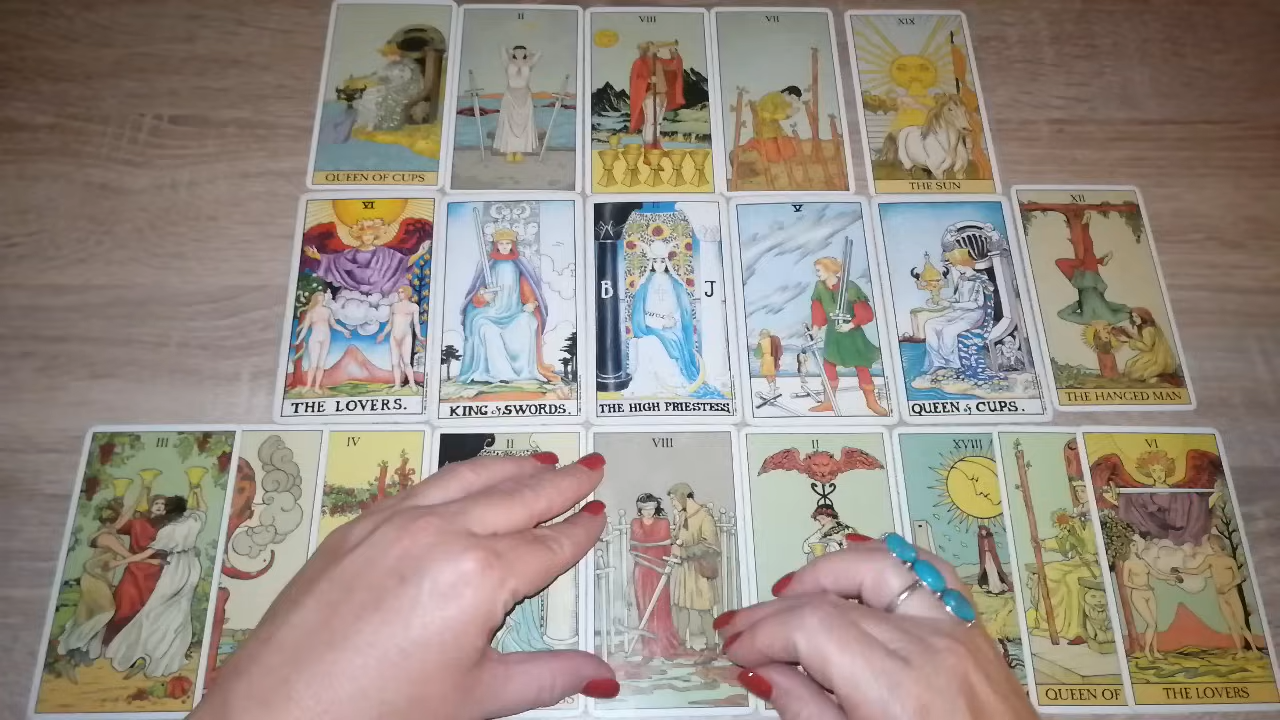 II
VIII
VII
XIX
QUEEN OF CUPS
THE SUN
VI
V
XII
B
J
THE LOVERS.
KING of SWORDS.
THE HIGH PRIESTESS
QUEEN of CUPS.
THE HANGED MAN
III
IV
II
VIII
II
XVIII
VI
QUEEN OF
THE LOVERS